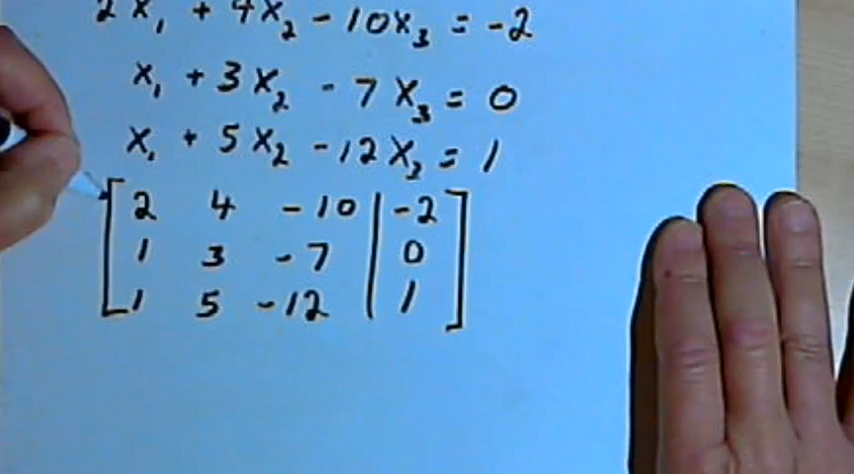 2x₁ + 4x₂ - 10x₃ = -2
x₁ + 3x₂ - 7x₃ = 0
x₁ + 5x₂ - 12x₃ = 1
[2 4 -10 | -2]
[1 3 -7 | 0]
[1 5 -12 | 1]